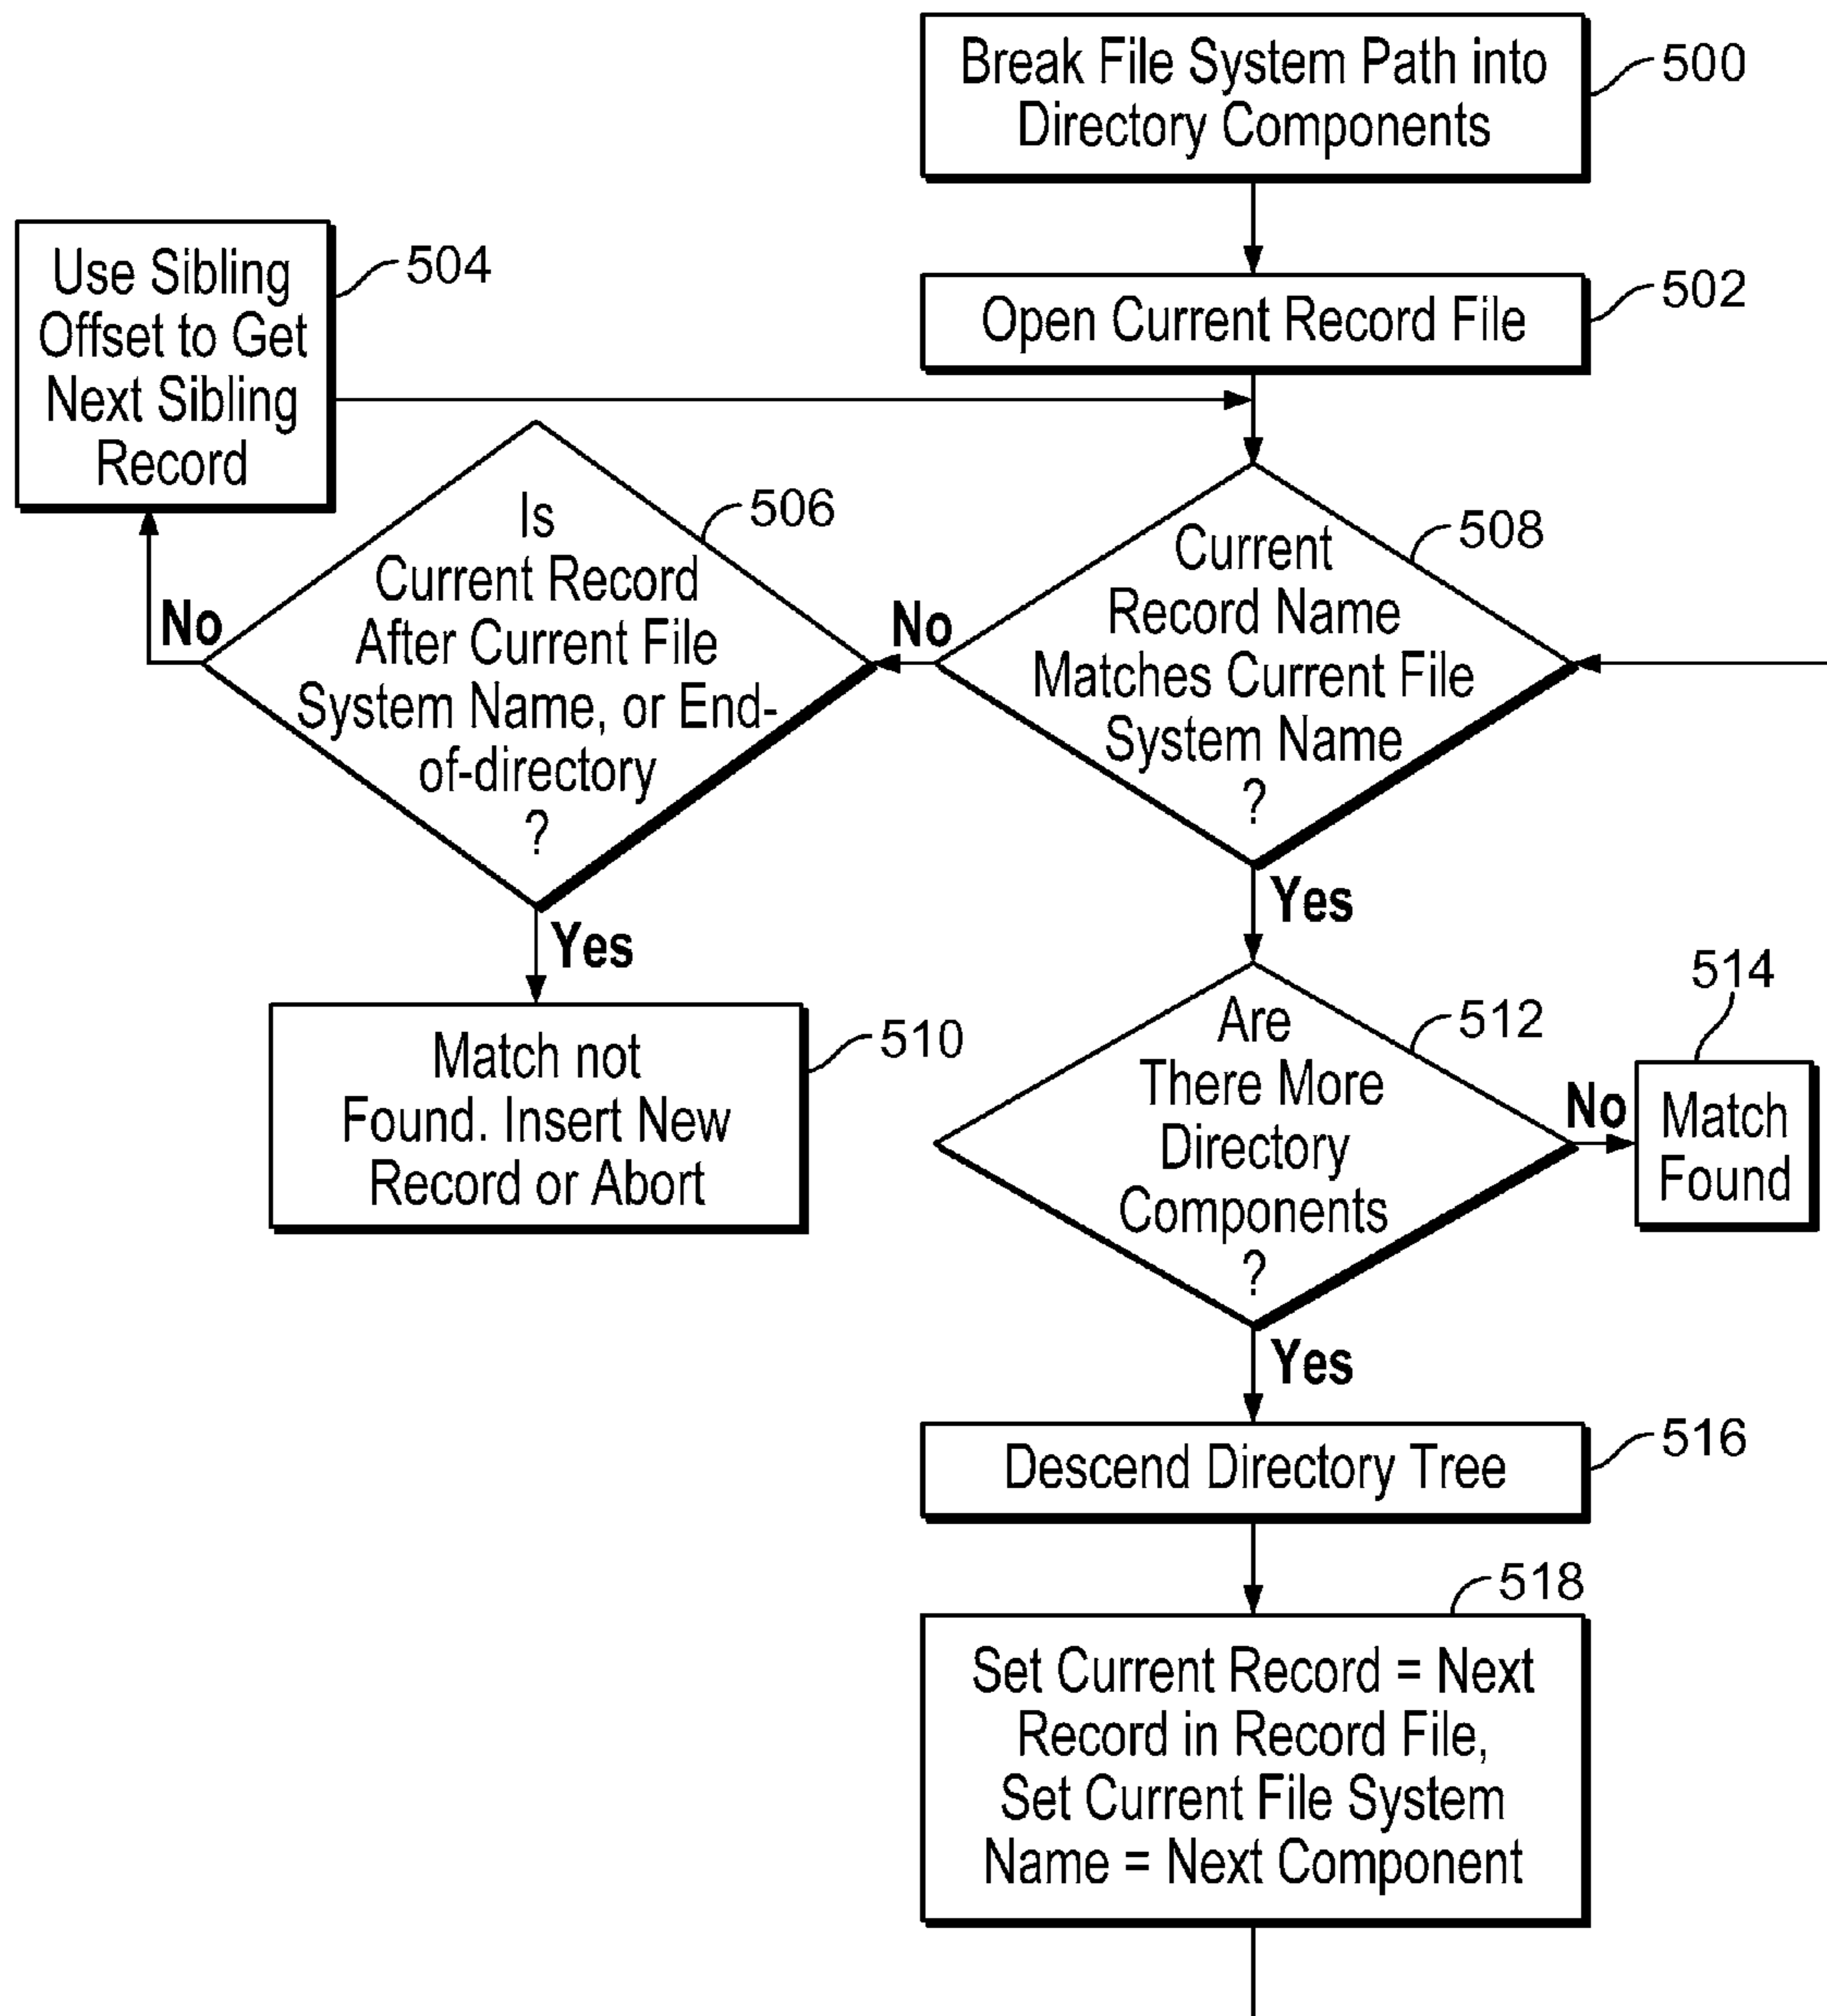 Break File System Path into
Directory Components
500
Open Current Record File
502
Use Sibling
Offset to Get
Next Sibling
Record
504
Is
Current Record
After Current File
System Name, or End-
of-directory
?
506
No
Yes
Current
Record Name
Matches Current File
System Name
?
508
No
Yes
Match not
Found. Insert New
Record or Abort
510
Are
There More
Directory
Components
?
512
No
Yes
Match
Found
514
Descend Directory Tree
516
Set Current Record = Next
Record in Record File,
Set Current File System
Name = Next Component
518